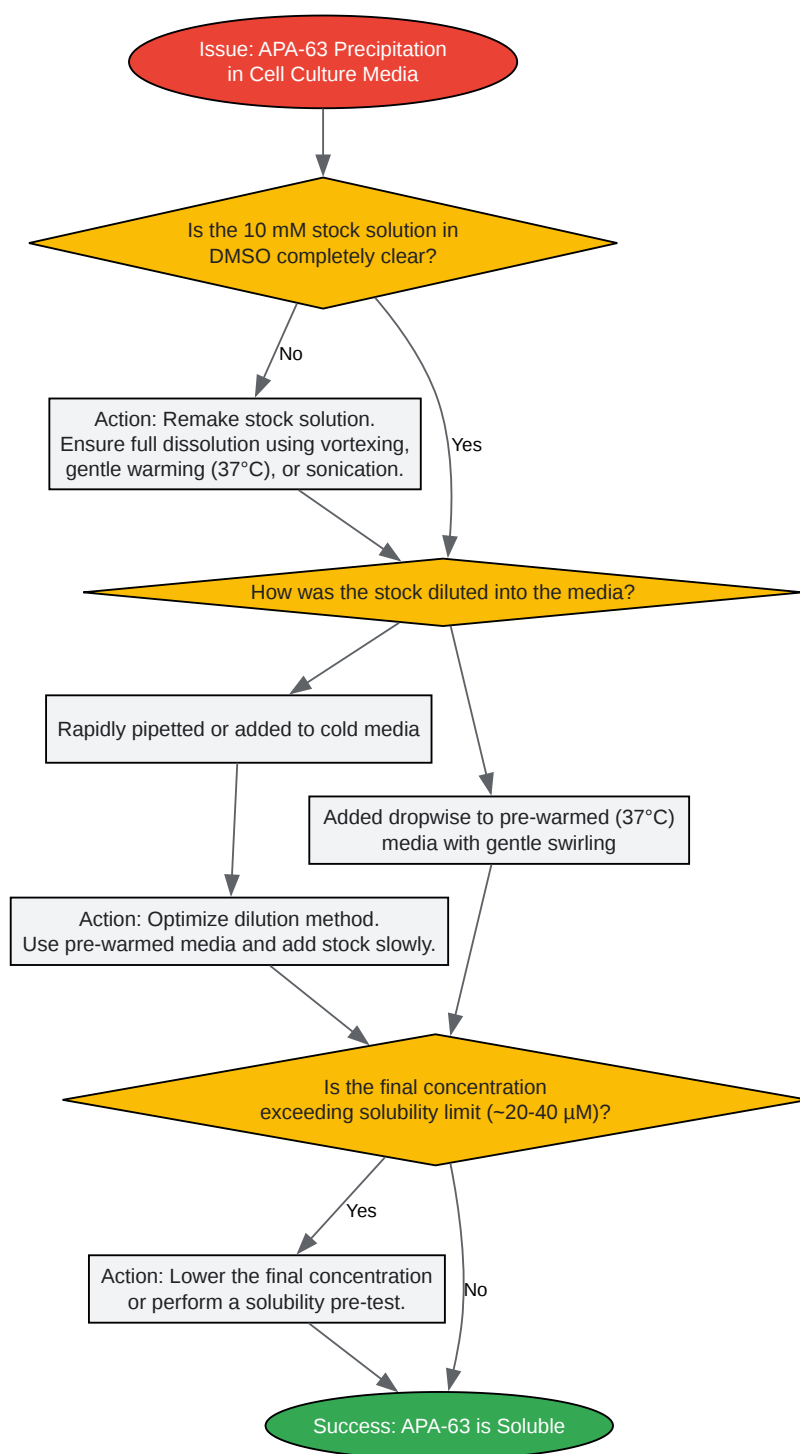 Issue: APA-63 Precipitation
in Cell Culture Media
Is the 10 mM stock solution in
DMSO completely clear?
No
Yes
Action: Remake stock solution.
Ensure full dissolution using vortexing,
gentle warming (37°C), or sonication.
How was the stock diluted into the media?
Rapidly pipetted or added to cold media
Added dropwise to pre-warmed (37°C)
media with gentle swirling
Action: Optimize dilution method.
Use pre-warmed media and add stock slowly.
Is the final concentration
exceeding solubility limit (~20-40 µM)?
Yes
No
Action: Lower the final concentration
or perform a solubility pre-test.
Success: APA-63 is Soluble